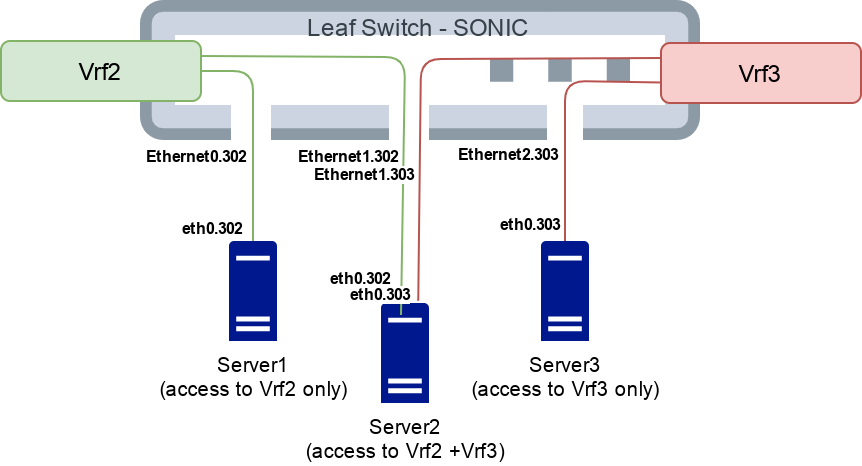 Leaf Switch - SONIC
Vrf2
Vrf3
Ethernet0.302
Ethernet1.302
Ethernet1.303
Ethernet2.303
eth0.302
eth0.303
eth0.302
eth0.303
Server1
(access to Vrf2 only)
Server3
(access to Vrf3 only)
Server2
(access to Vrf2 +Vrf3)